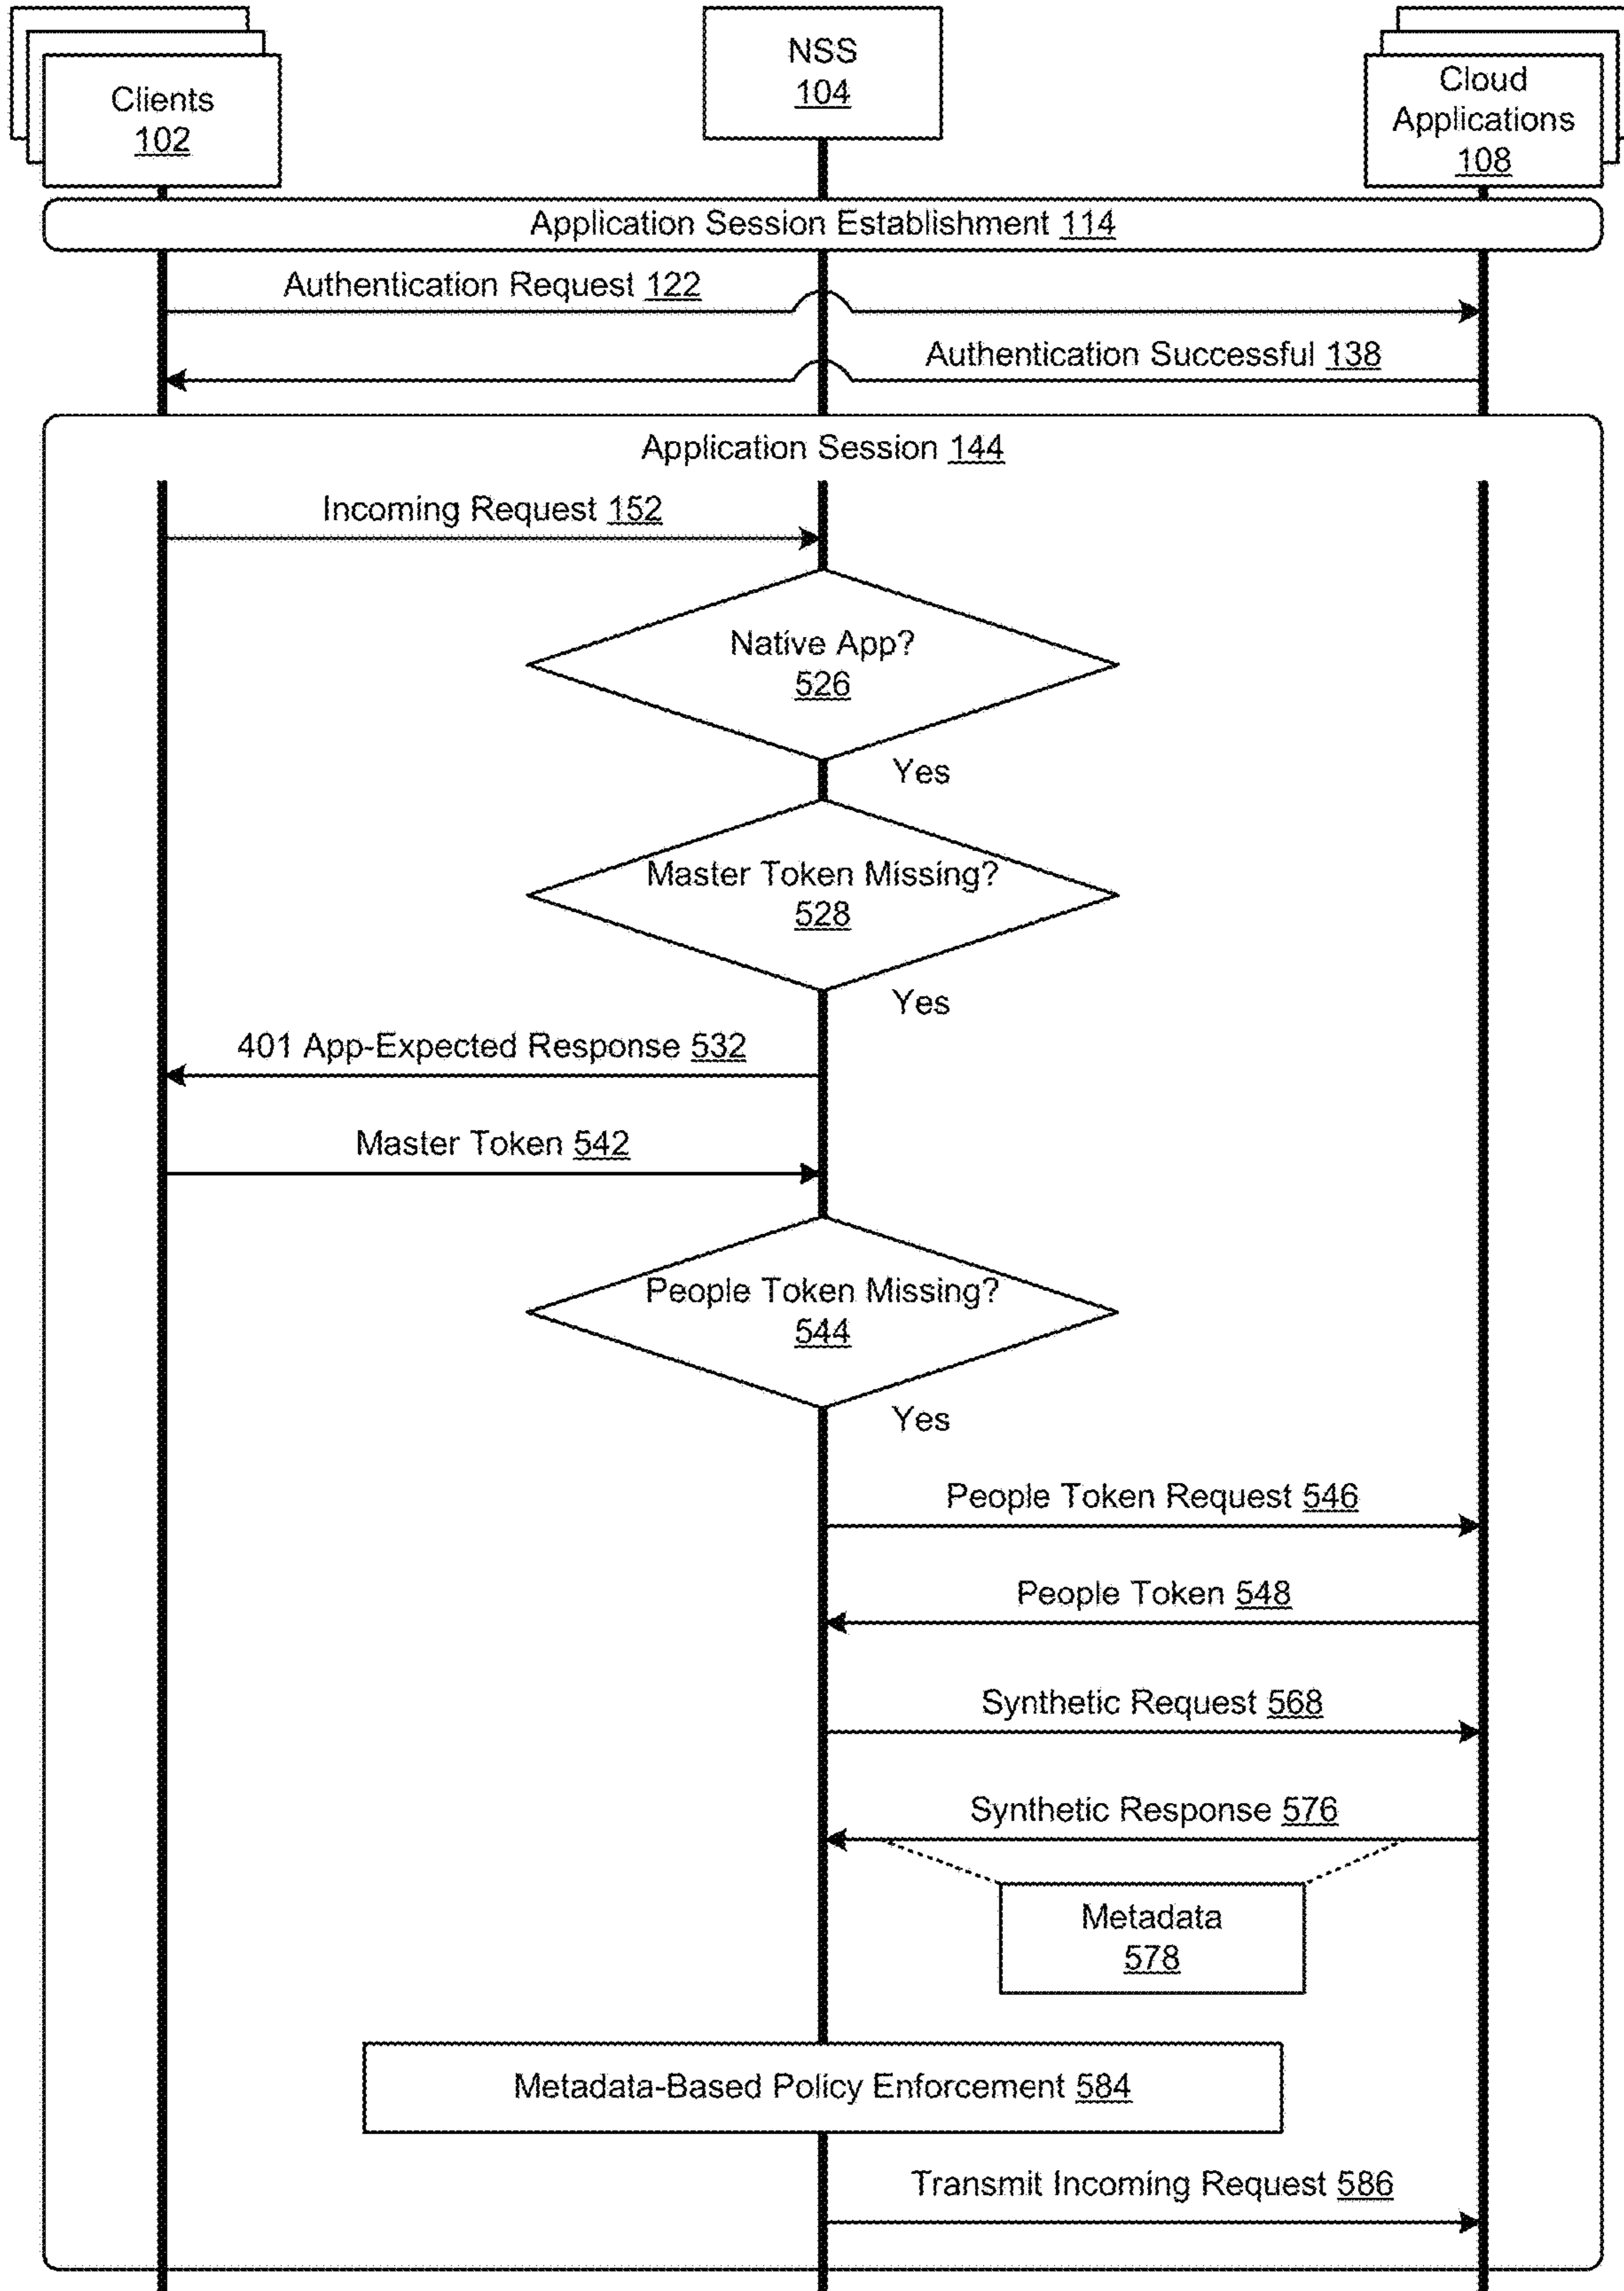 Clients
102
NSS
104
Cloud
Applications
108
Application Session Establishment 114
Authentication Request 122
Authentication Successful 138
Application Session 144
Incoming Request 152
Native App?
526
Yes
Master Token Missing?
528
Yes
401 App-Expected Response 532
Master Token 542
People Token Missing?
544
Yes
People Token Request 546
People Token 548
Synthetic Request 568
Synthetic Response 576
Metadata
578
Metadata-Based Policy Enforcement 584
Transmit Incoming Request 586